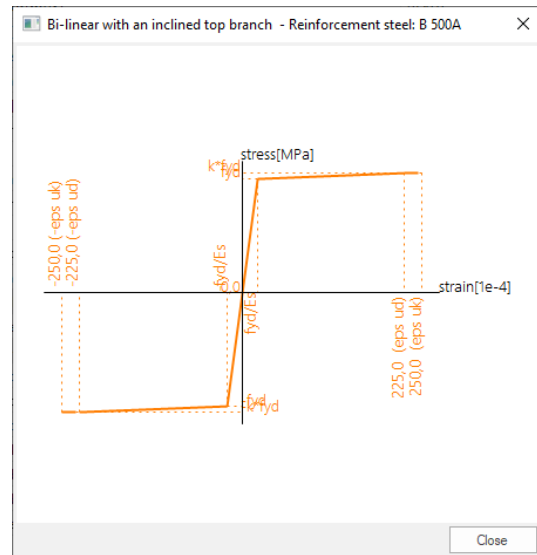 Bi-linear with an inclined top branch - Reinforcement steel: B 500A
stress[MPa]
k*fyd
fyd
-250,0 (-eps uk)
-225,0 (-eps ud)
fyd/Es
0,0
strain[1e-4]
fyd/Es
225,0 (eps ud)
250,0 (eps uk)
-fyd
Close